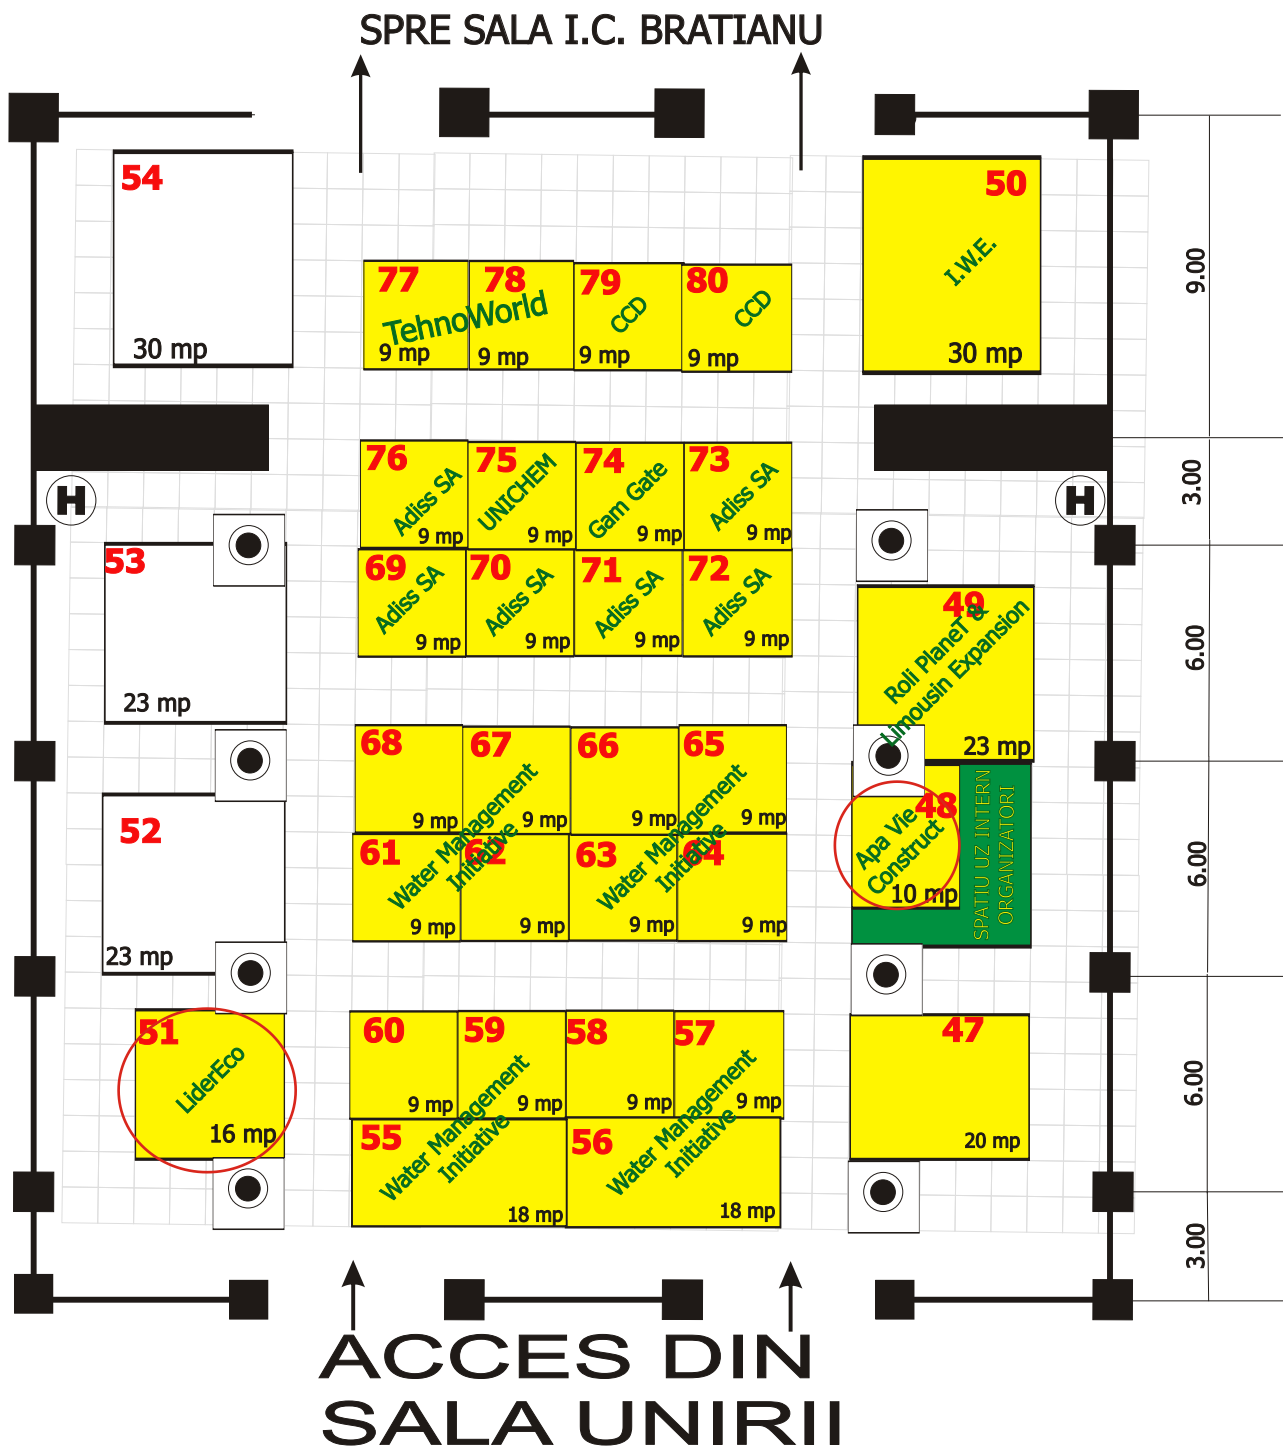 SPRE SALA I.C. BRATIANU
54
30 mp
50
I.W.E.
30 mp
9.00
77
78
79
80
TehnoWorld
CCD
CCD
9 mp
9 mp
9 mp
9 mp
76
75
74
73
Adiss SA
UNICHEM
Gam Gate
Adiss SA
9 mp
9 mp
9 mp
9 mp
3.00
H
H
69
70
71
72
Adiss SA
Adiss SA
Adiss SA
Adiss SA
9 mp
9 mp
9 mp
9 mp
53
23 mp
49
Roli PlaneT &
Limousin Expansion
23 mp
6.00
68
67
66
65
9 mp
9 mp
9 mp
9 mp
61
62
63
64
Water Management
Initiative
Water Management
Initiative
9 mp
9 mp
9 mp
9 mp
52
23 mp
48
Apa Vie
Construct
10 mp
SPATIU UZ INTERN
ORGANIZATORI
6.00
51
LiderEco
16 mp
60
59
58
57
9 mp
9 mp
9 mp
9 mp
55
56
Water Management
Initiative
Water Management
Initiative
18 mp
18 mp
47
20 mp
6.00
3.00
ACCES DIN
SALA UNIRII